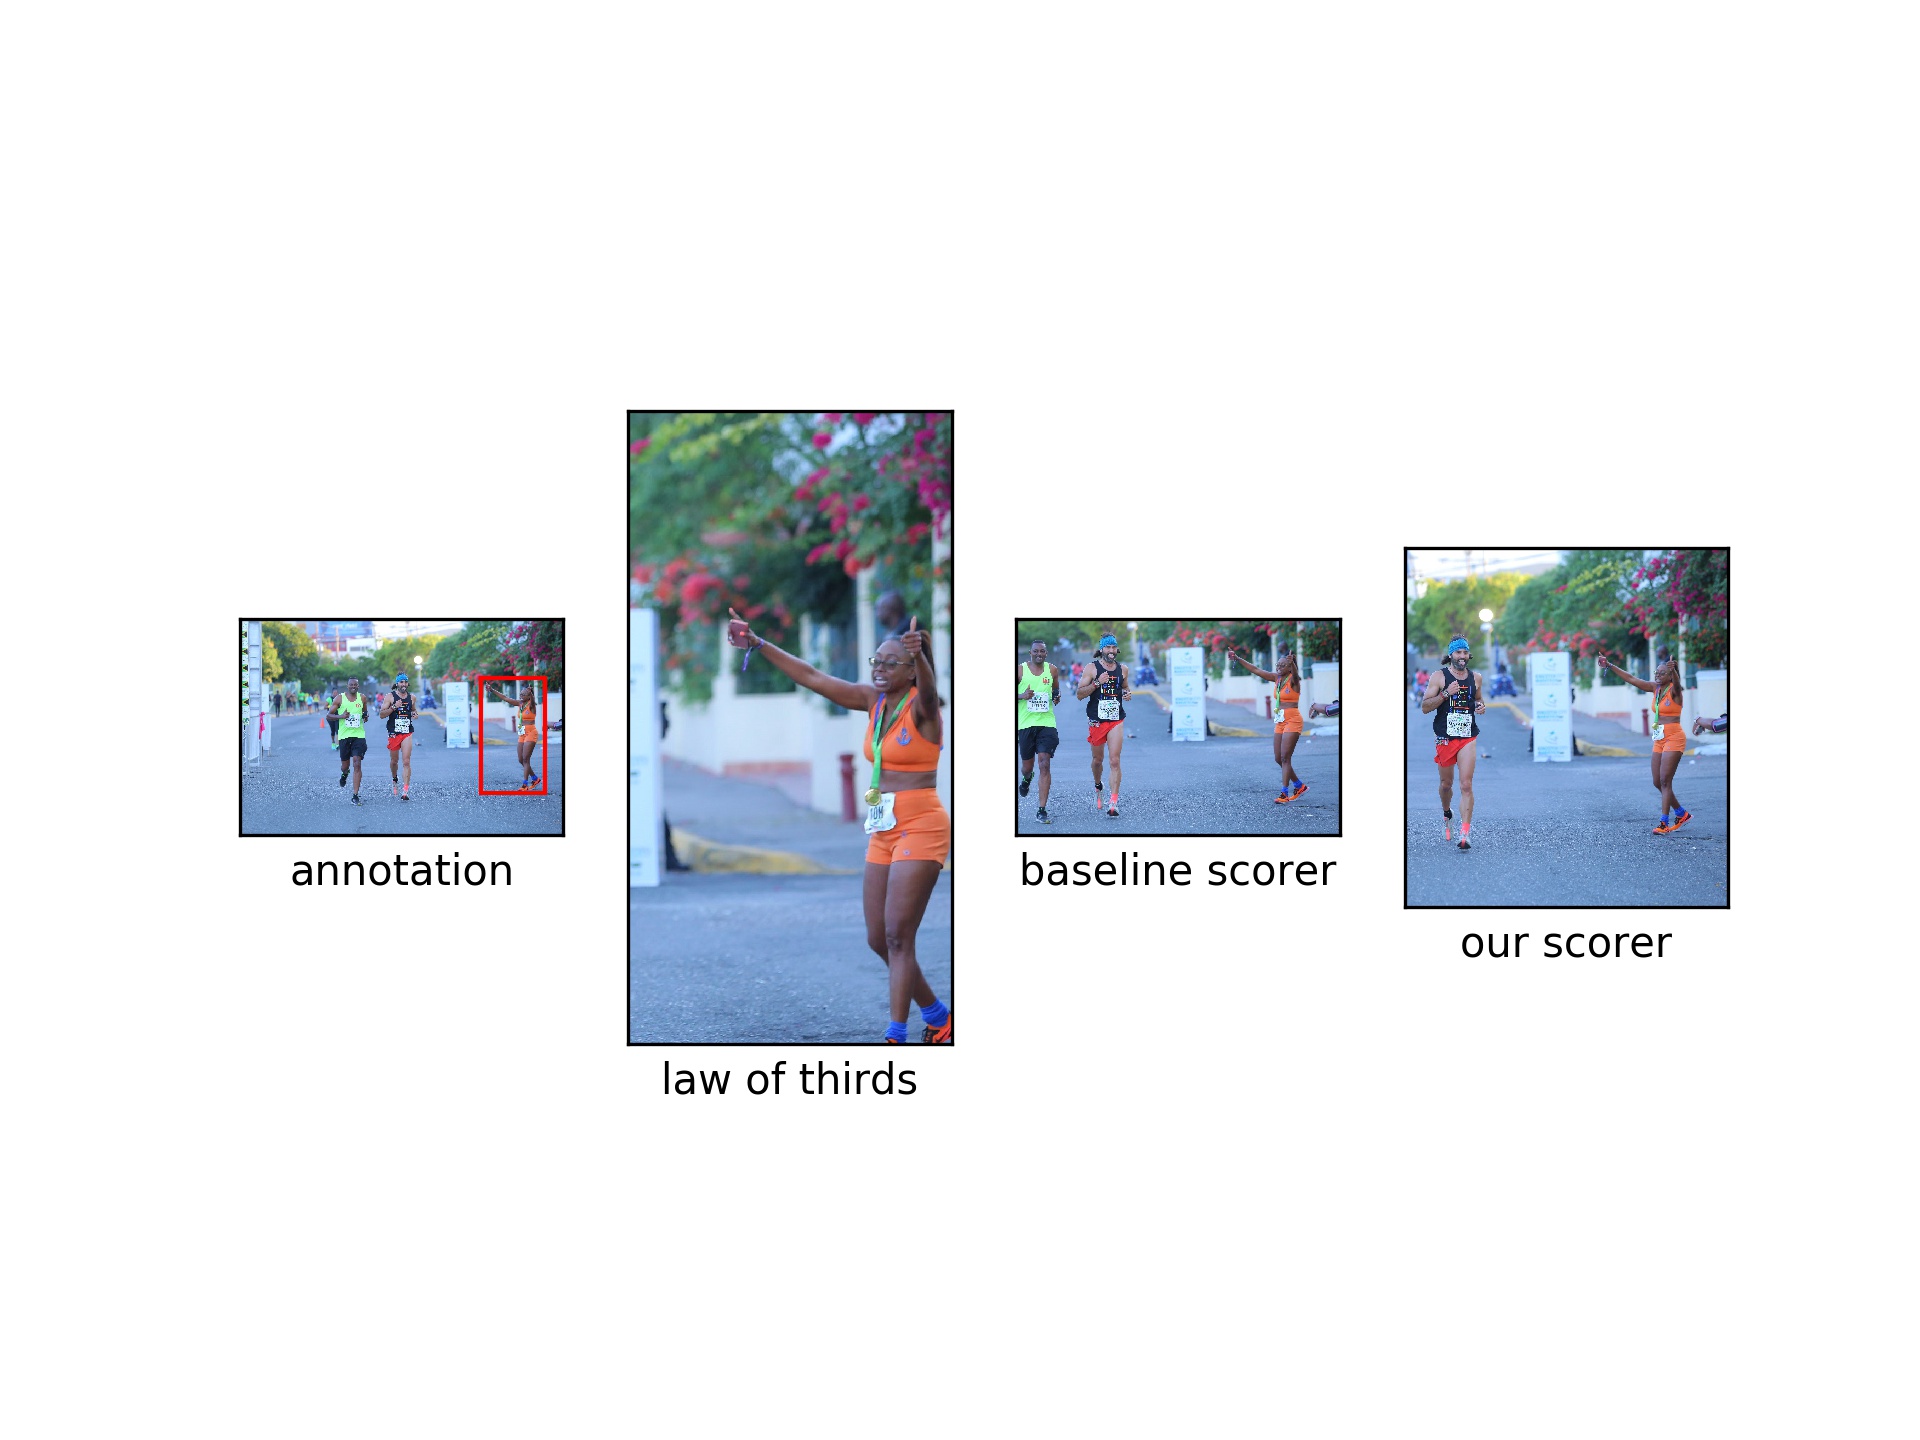 annotation
law of thirds
baseline scorer
our scorer